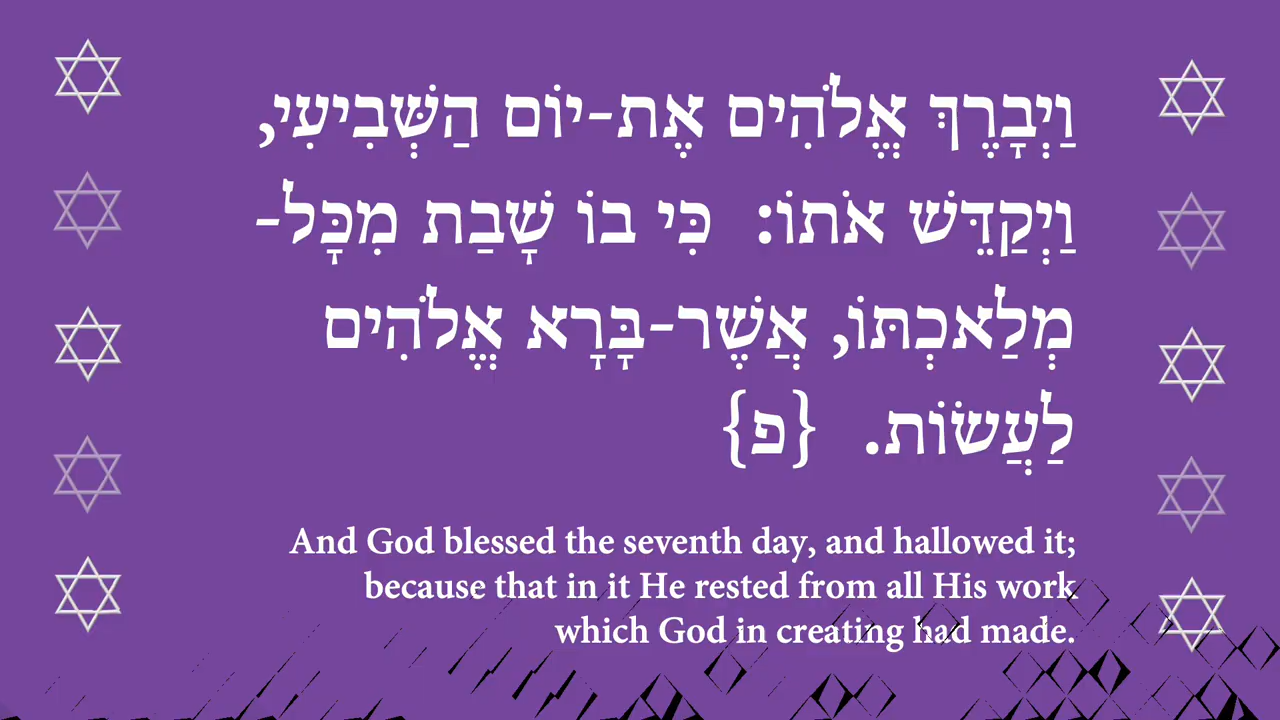 וַיְבָרֶךְ אֱלֹהִים אֶת-יוֹם הַשְּׁבִיעִי,
וַיְקַדֵּשׁ אֹתוֹ:  כִּי בוֹ שָׁבַת מִכָּל-
מְלַאכְתּוֹ, אֲשֶׁר-בָּרָא אֱלֹהִים
לַעֲשׂוֹת.  {פ}
And God blessed the seventh day, and hallowed it;
because that in it He rested from all His work
which God in creating had made.